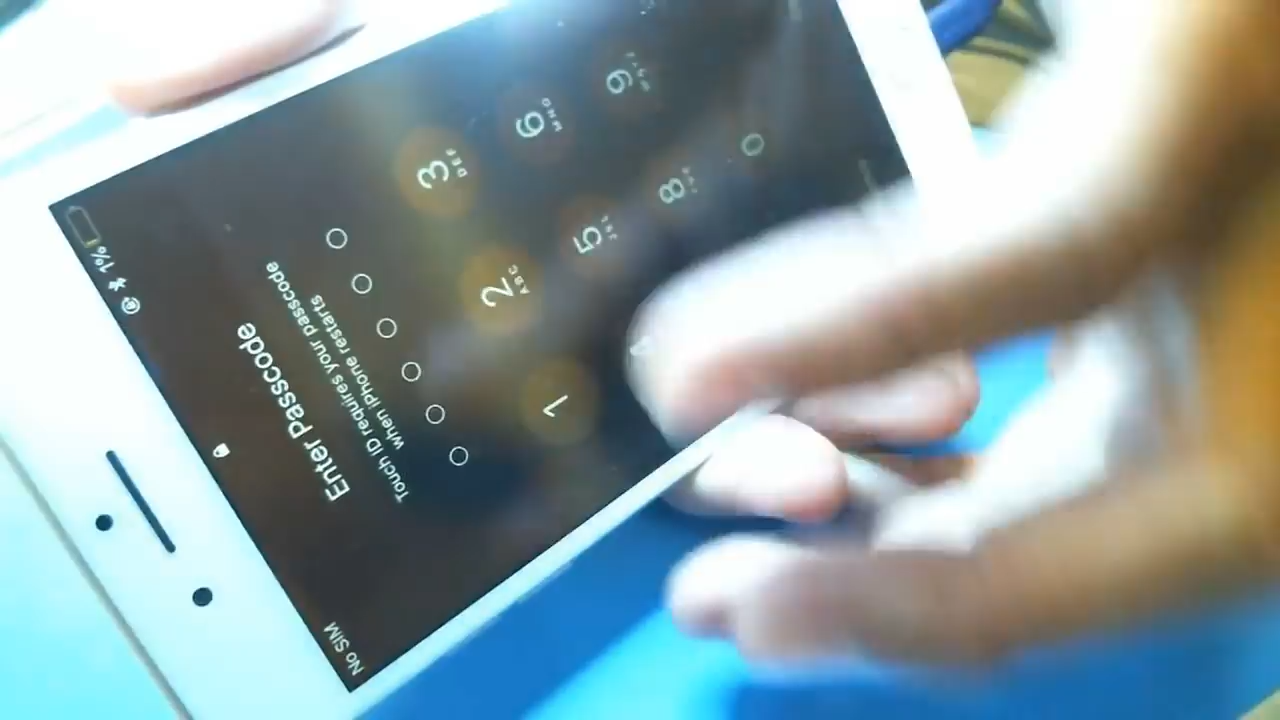 No SIM
1%
Enter Passcode
Touch ID requires your passcode
when iPhone restarts
1
2
ABC
3
DEF
5
JKL
6
MNO
8
9
0